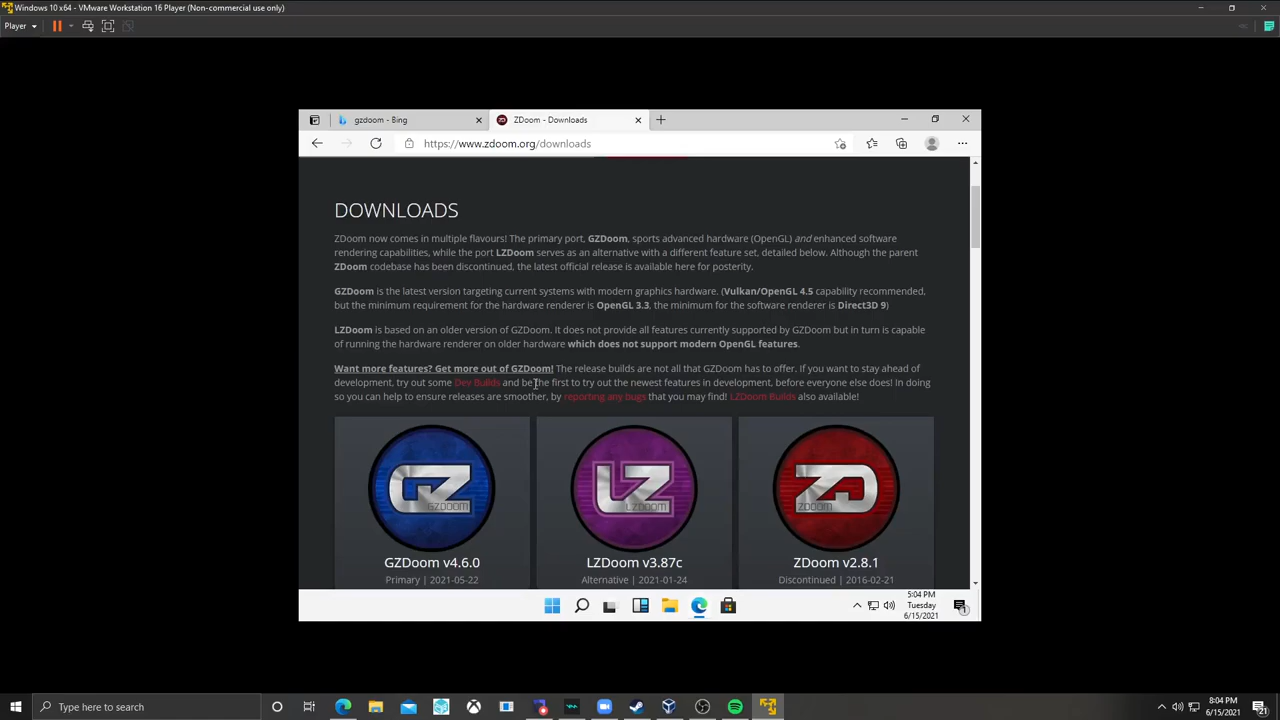 Windows 10 x64 - VMware Workstation 16 Player (Non-commercial use only)
Player
gzdoom - Bing
ZDoom - Downloads
https://www.zdoom.org/downloads
DOWNLOADS
ZDoom now comes in multiple flavours! The primary port, GZDoom, sports advanced hardware (OpenGL) and enhanced software
rendering capabilities, while the port LZDoom serves as an alternative with a different feature set, detailed below. Although the parent
ZDoom codebase has been discontinued, the latest official release is available here for posterity.
GZDoom is the latest version targeting current systems with modern graphics hardware. (Vulkan/OpenGL 4.5 capability recommended,
but the minimum requirement for the hardware renderer is OpenGL 3.3, the minimum for the software renderer is Direct3D 9)
LZDoom is based on an older version of GZDoom. It does not provide all features currently supported by GZDoom but in turn is capable
of running the hardware renderer on older hardware which does not support modern OpenGL features.
Want more features? Get more out of GZDoom! The release builds are not all that GZDoom has to offer. If you want to stay ahead of
development, try out some Dev Builds and be the first to try out the newest features in development, before everyone else does! In doing
so you can help to ensure releases are smoother, by reporting any bugs that you may find! LZDoom Builds also available!
GZ
GZDOOM
LZ
LZDOOM
ZD
ZDOOM
GZDoom v4.6.0
LZDoom v3.87c
ZDoom v2.8.1
Primary | 2021-05-22
Alternative | 2021-01-24
Discontinued | 2016-02-21
5:04 PM
Tuesday
6/15/2021
1
Type here to search
8:04 PM
6/15/2021
21